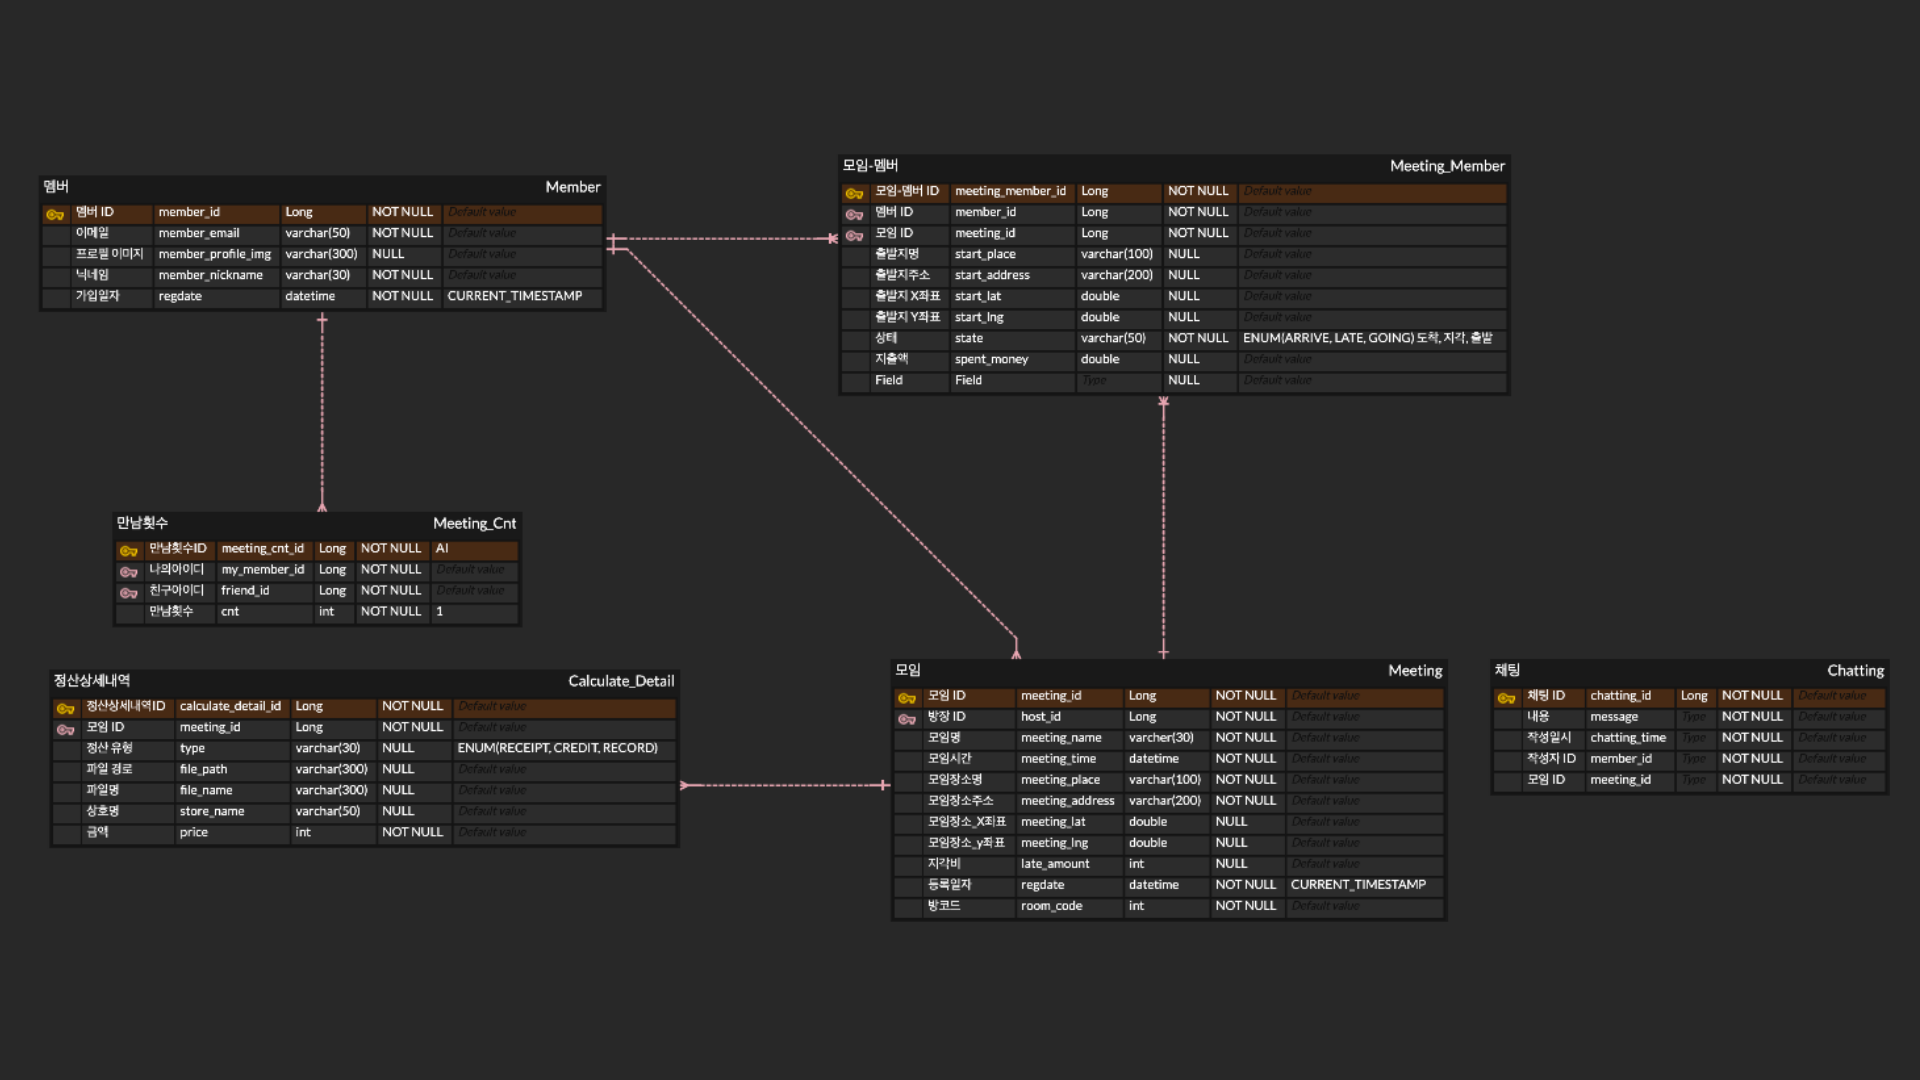 멤버 Member
멤버 ID member_id Long NOT NULL Default value
이메일 member_email varchar(50) NOT NULL Default value
프로필 이미지 member_profile_img varchar(300) NULL Default value
닉네임 member_nickname varchar(30) NOT NULL Default value
가입일자 regdate datetime NOT NULL CURRENT_TIMESTAMP
모임-멤버 Meeting_Member
모임-멤버 ID meeting_member_id Long NOT NULL Default value
멤버 ID member_id Long NOT NULL Default value
모임 ID meeting_id Long NOT NULL Default value
출발지명 start_place varchar(100) NULL Default value
출발지주소 start_address varchar(200) NULL Default value
출발지 X좌표 start_lat double NULL Default value
출발지 Y좌표 start_lng double NULL Default value
상태 state varchar(50) NOT NULL ENUM(ARRIVE, LATE, GOING) 도착, 지각, 출발
지출액 spent_money double NULL Default value
Field Field Type NULL Default value
만남횟수 Meeting_Cnt
만남횟수ID meeting_cnt_id Long NOT NULL AI
나의아이디 my_member_id Long NOT NULL Default value
친구아이디 friend_id Long NOT NULL Default value
만남횟수 cnt int NOT NULL 1
정산상세내역 Calculate_Detail
정산상세내역ID calculate_detail_id Long NOT NULL Default value
모임 ID meeting_id Long NOT NULL Default value
정산 유형 type varchar(30) NULL ENUM(RECEIPT, CREDIT, RECORD)
파일 경로 file_path varchar(300) NULL Default value
파일명 file_name varchar(300) NULL Default value
상호명 store_name varchar(50) NULL Default value
금액 price int NOT NULL Default value
모임 Meeting
모임 ID meeting_id Long NOT NULL Default value
방장 ID host_id Long NOT NULL Default value
모임명 meeting_name varcher(30) NOT NULL Default value
모임시간 meeting_time datetime NOT NULL Default value
모임장소명 meeting_place varchar(100) NOT NULL Default value
모임장소주소 meeting_address varchar(200) NOT NULL Default value
모임장소_X좌표 meeting_lat double NULL Default value
모임장소_y좌표 meeting_lng double NULL Default value
지각비 late_amount int NULL Default value
등록일자 regdate datetime NOT NULL CURRENT_TIMESTAMP
방코드 room_code int NOT NULL Default value
채팅 Chatting
채팅 ID chatting_id Long NOT NULL Default value
내용 message Type NOT NULL Default value
작성일시 chatting_time Type NOT NULL Default value
작성자 ID member_id Type NOT NULL Default value
모임 ID meeting_id Type NOT NULL Default value